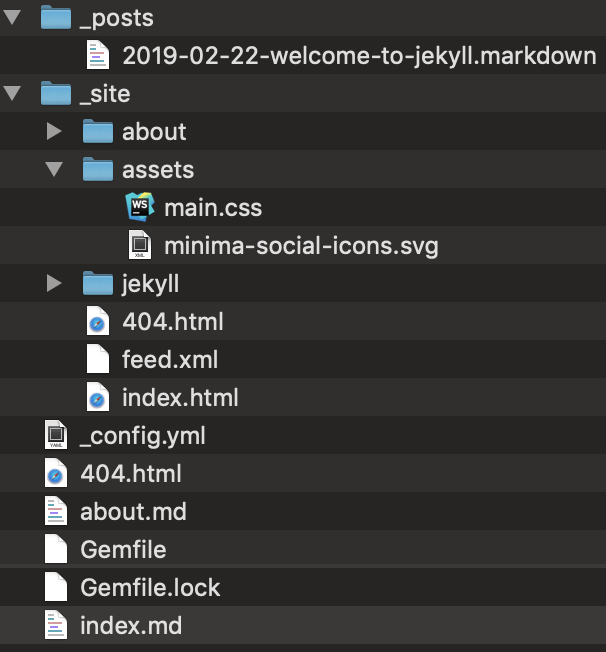 _posts
2019-02-22-welcome-to-jekyll.markdown
_site
about
assets
WS main.css
XML minima-social-icons.svg
jekyll
404.html
feed.xml
index.html
YAML _config.yml
404.html
about.md
Gemfile
Gemfile.lock
index.md